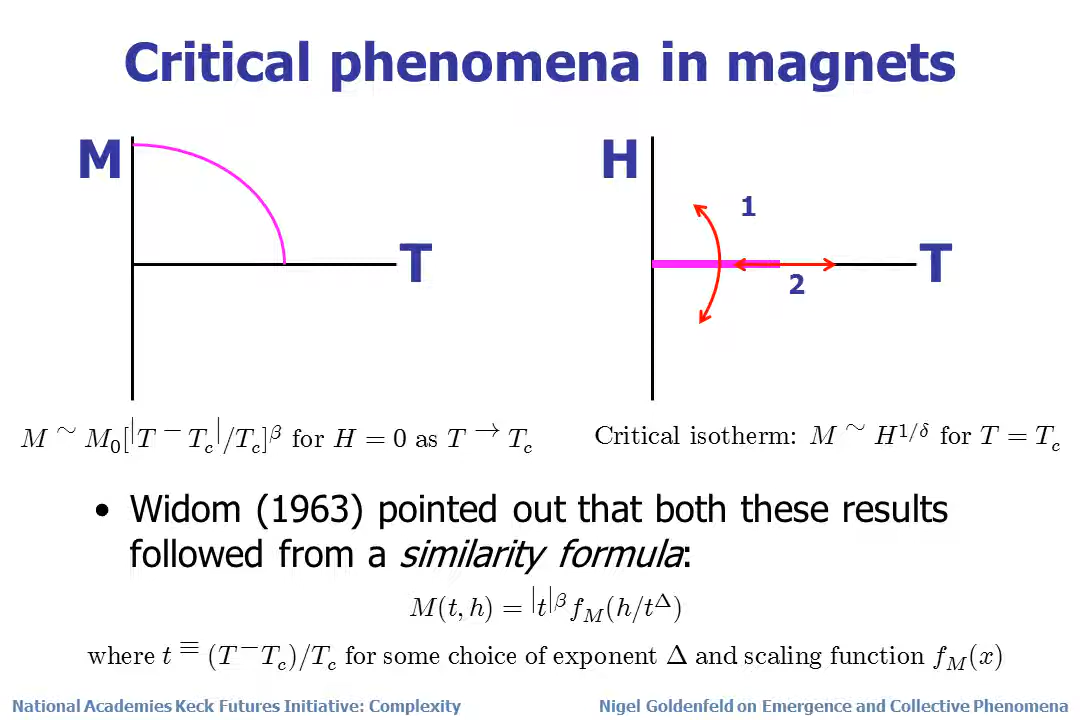 Critical phenomena in magnets
M
T
H
1
T
2
M ~ M₀[|T − T_c|/T_c]^β for H = 0 as T → T_c
Critical isotherm: M ~ H^{1/δ} for T = T_c
• Widom (1963) pointed out that both these results
followed from a similarity formula:
M(t, h) = |t|^β f_M(h/t^Δ)
where t ≡ (T − T_c)/T_c for some choice of exponent Δ and scaling function f_M(x)
National Academies Keck Futures Initiative: Complexity
Nigel Goldenfeld on Emergence and Collective Phenomena